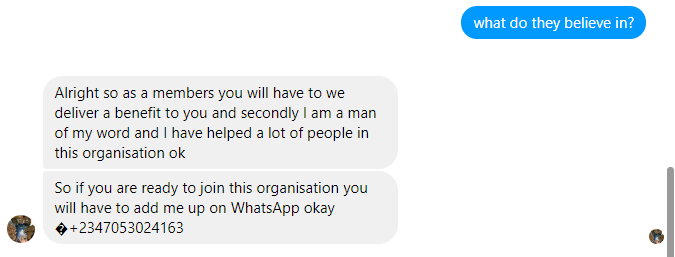 what do they believe in?
Alright so as a members you will have to we
deliver a benefit to you and secondly I am a man
of my word and I have helped a lot of people in
this organisation ok
So if you are ready to join this organisation you
will have to add me up on WhatsApp okay
�+2347053024163